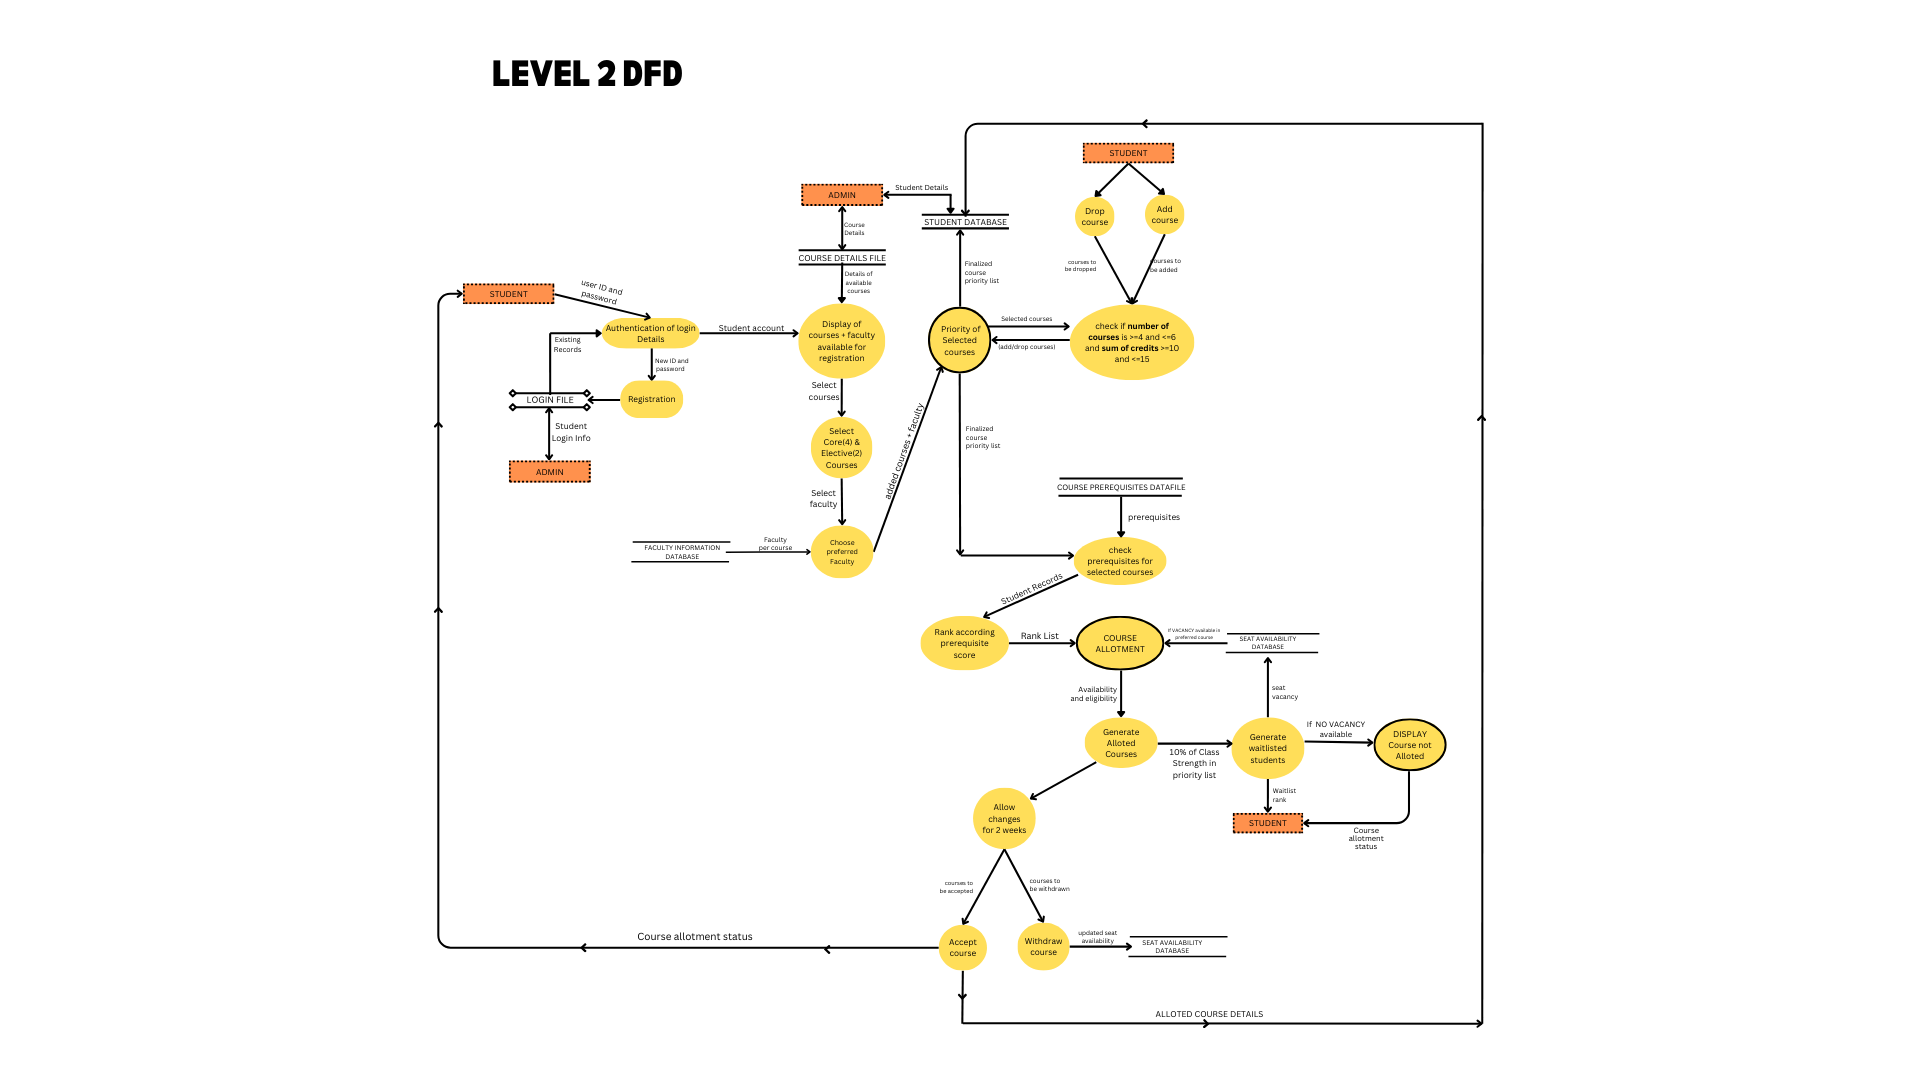 LEVEL 2 DFD
STUDENT
ADMIN
Student Details
STUDENT DATABASE
Drop
course
Add
course
Course
Details
COURSE DETAILS FILE
courses to
be dropped
courses to
be added
Details of
available
courses
Finalized
course
priority list
STUDENT
user ID and
password
Authentication of login
Details
Student account
Display of
courses + faculty
available for
registration
Priority of
Selected
courses
Selected courses
(add/drop courses)
check if number of
courses is >=4 and <=6
and sum of credits >=10
and <=15
Existing
Records
New ID and
password
LOGIN FILE
Registration
Select
courses
Student
Login Info
ADMIN
Select
Core(4) &
Elective(2)
Courses
added courses + faculty
Finalized
course
priority list
Select
faculty
COURSE PREREQUISITES DATAFILE
prerequisites
FACULTY INFORMATION
DATABASE
Faculty
per course
Choose
preferred
Faculty
check
prerequisites for
selected courses
Student Records
Rank according
prerequisite
score
Rank List
COURSE
ALLOTMENT
If VACANCY available in
preferred course
SEAT AVAILABILITY
DATABASE
Availability
and eligibility
seat
vacancy
Generate
Alloted
Courses
10% of Class
Strength in
priority list
Generate
waitlisted
students
If NO VACANCY
available
DISPLAY
Course not
Alloted
Waitlist
rank
STUDENT
Course
allotment
status
Allow
changes
for 2 weeks
courses to
be accepted
courses to
be withdrawn
Course allotment status
Accept
course
Withdraw
course
updated seat
availability
SEAT AVAILABILITY
DATABASE
ALLOTED COURSE DETAILS